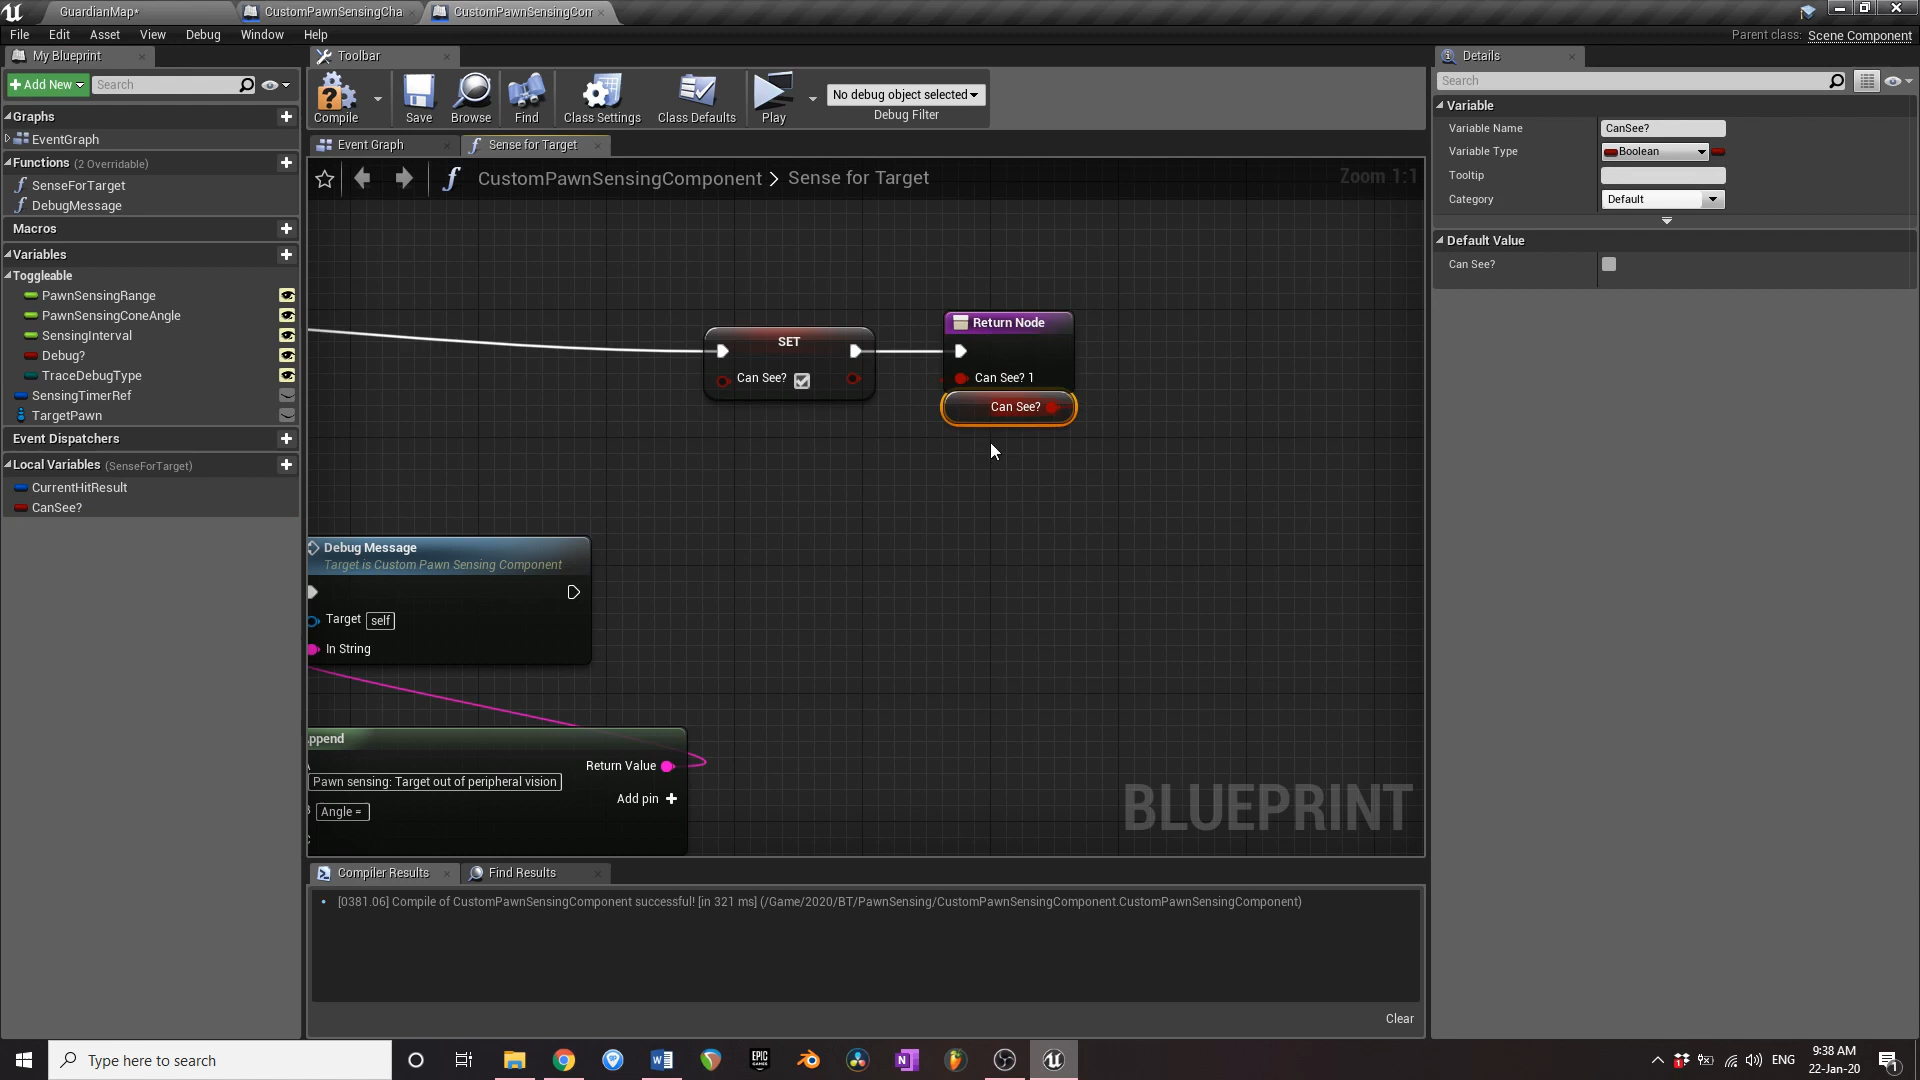 GuardianMap*
CustomPawnSensingCha
CustomPawnSensingCom
File Edit Asset View Debug Window Help
Parent class: Scene Component
My Blueprint
Toolbar
Details
Add New
Search
Compile
Save
Browse
Find
Class Settings
Class Defaults
Play
No debug object selected
Debug Filter
Search
Graphs
EventGraph
Functions (2 Overridable)
SenseForTarget
DebugMessage
Macros
Variables
Toggleable
PawnSensingRange
PawnSensingConeAngle
SensingInterval
Debug?
TraceDebugType
SensingTimerRef
TargetPawn
Event Dispatchers
Local Variables (SenseForTarget)
CurrentHitResult
CanSee?
Event Graph
Sense for Target
CustomPawnSensingComponent > Sense for Target
Zoom 1:1
SET
Can See?
Return Node
Can See? 1
Can See?
Debug Message
Target is Custom Pawn Sensing Component
Target self
In String
ppend
Return Value
Pawn sensing: Target out of peripheral vision
Add pin
Angle =
BLUEPRINT
Variable
Variable Name CanSee?
Variable Type Boolean
Tooltip
Category Default
Default Value
Can See?
Compiler Results
Find Results
[0381.06] Compile of CustomPawnSensingComponent successful! [in 321 ms] (/Game/2020/BT/PawnSensing/CustomPawnSensingComponent.CustomPawnSensingComponent)
Clear
Type here to search
EPIC
GAMES
ENG
9:38 AM
22-Jan-20
1